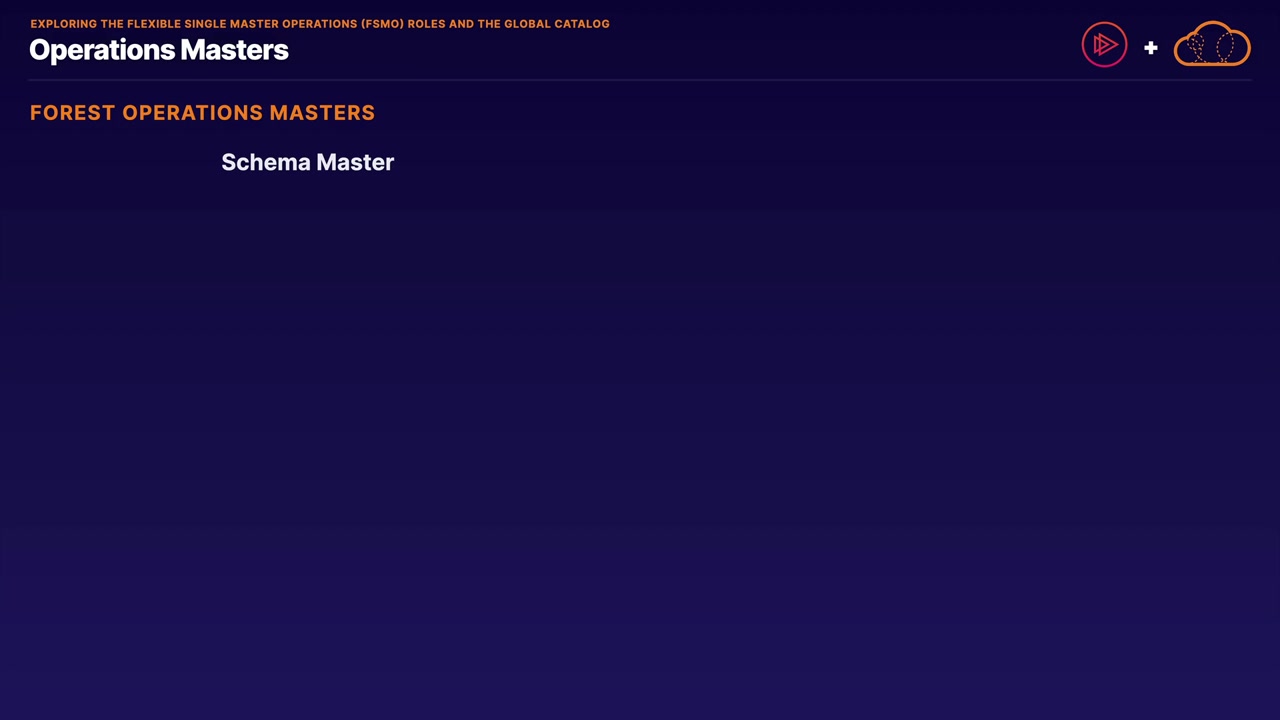 EXPLORING THE FLEXIBLE SINGLE MASTER OPERATIONS (FSMO) ROLES AND THE GLOBAL CATALOG
Operations Masters
FOREST OPERATIONS MASTERS
Schema Master